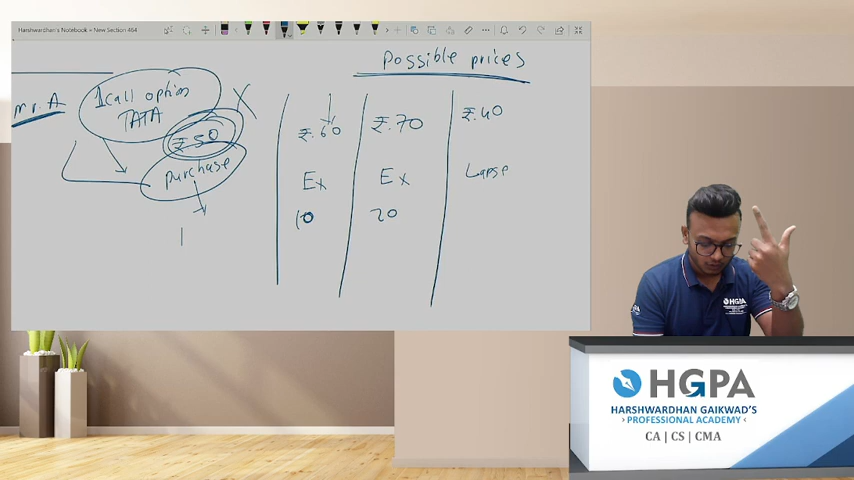 Harshwardhan's Notebook » New Section 464
Possible prices
Mr. A
1 Call option
TATA
₹50
purchase
X
₹.60
₹.70
₹.40
Ex
Ex
Lapse
10
20
HGPA
HGPA
HARSHWARDHAN GAIKWAD'S
PROFESSIONAL ACADEMY
CA | CS | CMA